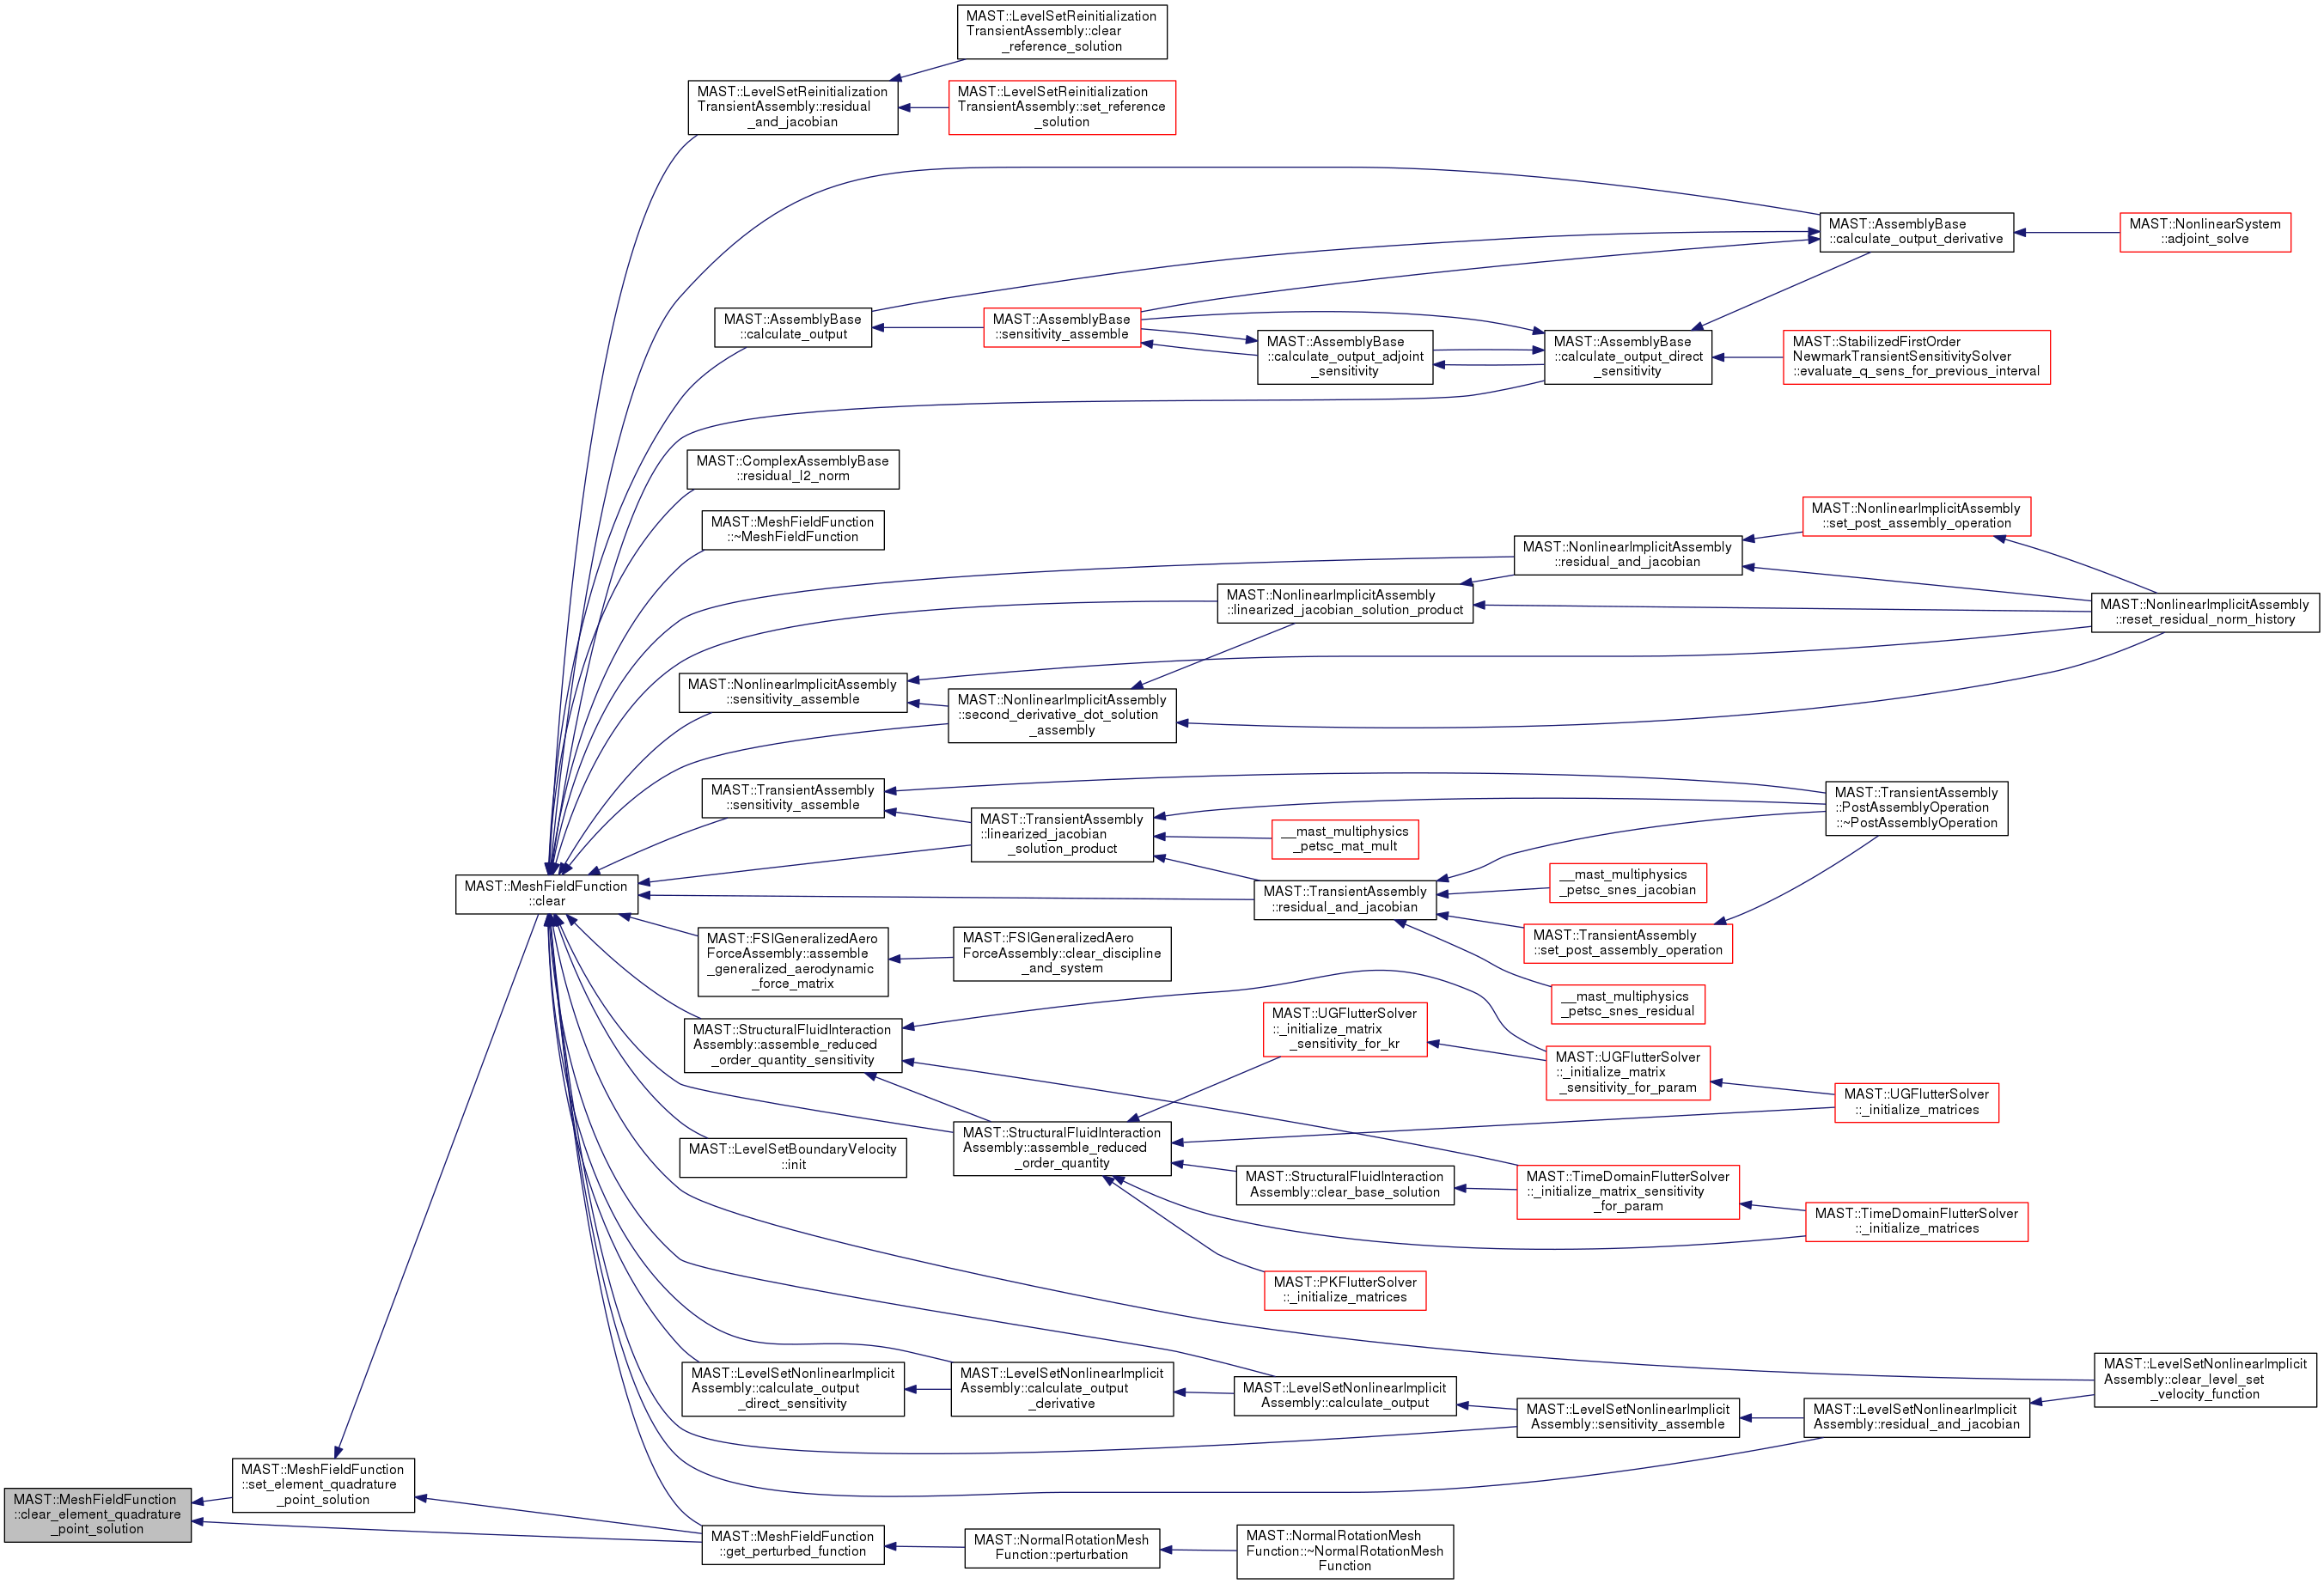 MAST::LevelSetReinitialization
TransientAssembly::clear
_reference_solution
MAST::LevelSetReinitialization
TransientAssembly::residual
_and_jacobian
MAST::LevelSetReinitialization
TransientAssembly::set_reference
_solution
MAST::AssemblyBase
::calculate_output_derivative
MAST::NonlinearSystem
::adjoint_solve
MAST::AssemblyBase
::calculate_output
MAST::AssemblyBase
::sensitivity_assemble
MAST::AssemblyBase
::calculate_output_adjoint
_sensitivity
MAST::AssemblyBase
::calculate_output_direct
_sensitivity
MAST::StabilizedFirstOrder
NewmarkTransientSensitivitySolver
::evaluate_q_sens_for_previous_interval
MAST::ComplexAssemblyBase
::residual_l2_norm
MAST::MeshFieldFunction
::~MeshFieldFunction
MAST::NonlinearImplicitAssembly
::set_post_assembly_operation
MAST::NonlinearImplicitAssembly
::residual_and_jacobian
MAST::NonlinearImplicitAssembly
::linearized_jacobian_solution_product
MAST::NonlinearImplicitAssembly
::reset_residual_norm_history
MAST::NonlinearImplicitAssembly
::sensitivity_assemble
MAST::NonlinearImplicitAssembly
::second_derivative_dot_solution
_assembly
MAST::TransientAssembly
::sensitivity_assemble
MAST::TransientAssembly
::linearized_jacobian
_solution_product
__mast_multiphysics
_petsc_mat_mult
MAST::TransientAssembly
::PostAssemblyOperation
::~PostAssemblyOperation
MAST::MeshFieldFunction
::clear
MAST::TransientAssembly
::residual_and_jacobian
__mast_multiphysics
_petsc_snes_jacobian
MAST::TransientAssembly
::set_post_assembly_operation
__mast_multiphysics
_petsc_snes_residual
MAST::FSIGeneralizedAero
ForceAssembly::assemble
_generalized_aerodynamic
_force_matrix
MAST::FSIGeneralizedAero
ForceAssembly::clear_discipline
_and_system
MAST::StructuralFluidInteraction
Assembly::assemble_reduced
_order_quantity_sensitivity
MAST::UGFlutterSolver
::_initialize_matrix
_sensitivity_for_kr
MAST::UGFlutterSolver
::_initialize_matrix
_sensitivity_for_param
MAST::UGFlutterSolver
::_initialize_matrices
MAST::LevelSetBoundaryVelocity
::init
MAST::StructuralFluidInteraction
Assembly::assemble_reduced
_order_quantity
MAST::StructuralFluidInteraction
Assembly::clear_base_solution
MAST::TimeDomainFlutterSolver
::_initialize_matrix_sensitivity
_for_param
MAST::TimeDomainFlutterSolver
::_initialize_matrices
MAST::PKFlutterSolver
::_initialize_matrices
MAST::LevelSetNonlinearImplicit
Assembly::calculate_output
_direct_sensitivity
MAST::LevelSetNonlinearImplicit
Assembly::calculate_output
_derivative
MAST::LevelSetNonlinearImplicit
Assembly::calculate_output
MAST::LevelSetNonlinearImplicit
Assembly::sensitivity_assemble
MAST::LevelSetNonlinearImplicit
Assembly::residual_and_jacobian
MAST::LevelSetNonlinearImplicit
Assembly::clear_level_set
_velocity_function
MAST::MeshFieldFunction
::set_element_quadrature
_point_solution
MAST::MeshFieldFunction
::clear_element_quadrature
_point_solution
MAST::MeshFieldFunction
::get_perturbed_function
MAST::NormalRotationMesh
Function::perturbation
MAST::NormalRotationMesh
Function::~NormalRotationMesh
Function